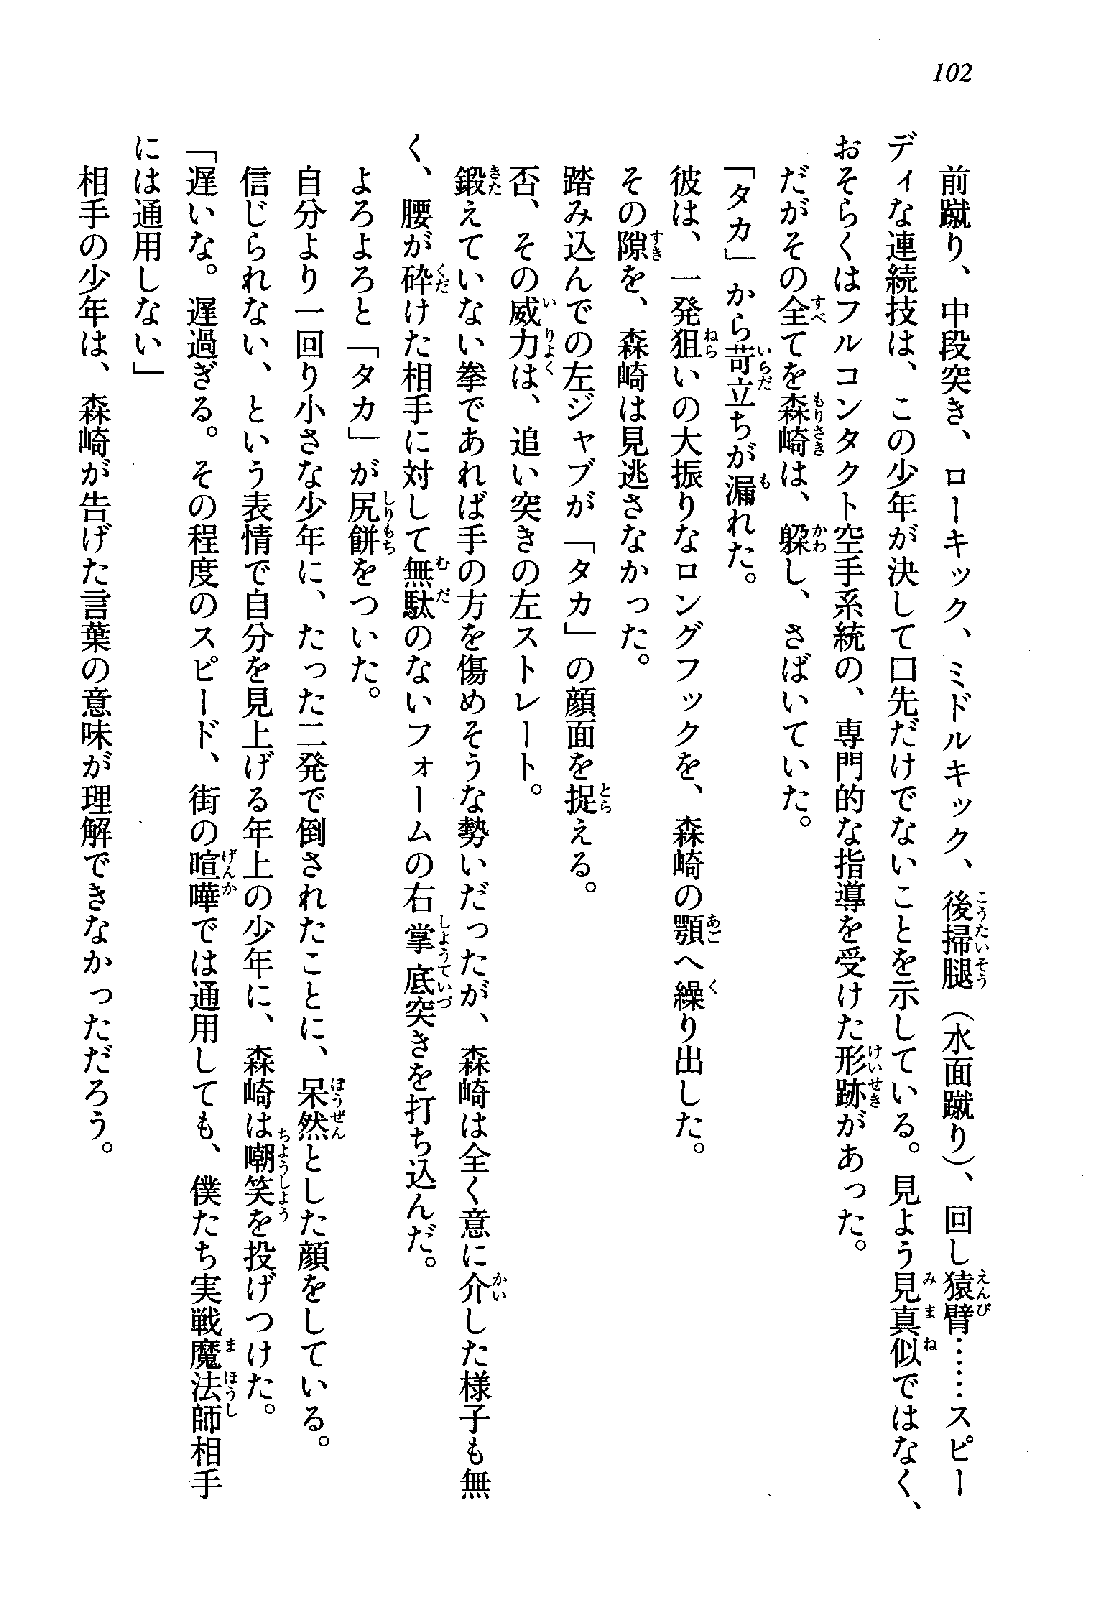 102
前蹴り、中段突き、ローキック、ミドルキック、後掃腿（水面蹴り）、回し猿臂……スピー
ディな連続技は、この少年が決して口先だけでないことを示している。見よう見真似ではなく、
おそらくはフルコンタクト空手系統の、専門的な指導を受けた形跡があった。
だがその全てを森崎は、躱し、さばいていた。
「タカ」から苛立ちが漏れた。
彼は、一発狙いの大振りなロングフックを、森崎の顎へ繰り出した。
その隙を、森崎は見逃さなかった。
踏み込んでの左ジャブが「タカ」の顔面を捉える。
否、その威力は、追い突きの左ストレート。
鍛えていない拳であれば手の方を傷めそうな勢いだったが、森崎は全く意に介した様子も無
く、腰が砕けた相手に対して無駄のないフォームの右掌底突きを打ち込んだ。
よろよろと「タカ」が尻餅をついた。
自分より一回り小さな少年に、たった二発で倒されたことに、呆然とした顔をしている。
信じられない、という表情で自分を見上げる年上の少年に、森崎は嘲笑を投げつけた。
「遅いな。遅過ぎる。その程度のスピード、街の喧嘩では通用しても、僕たち実戦魔法師相手
には通用しない」
相手の少年は、森崎が告げた言葉の意味が理解できなかっただろう。